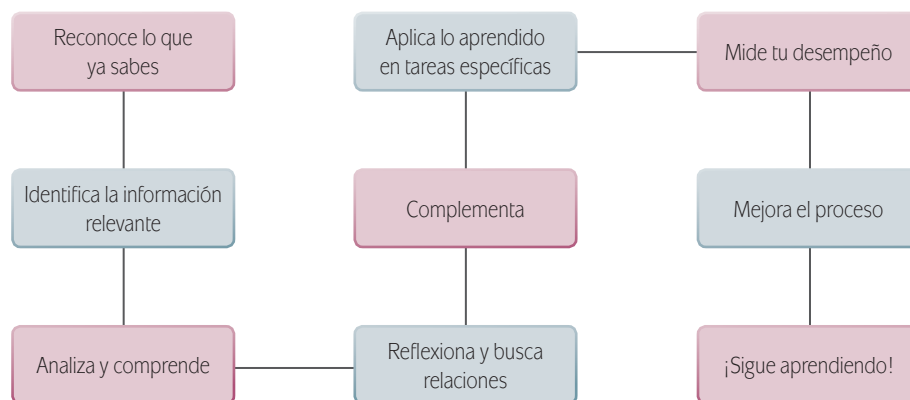 Reconoce lo que
ya sabes
Identifica la información
relevante
Analiza y comprende
Reflexiona y busca
relaciones
Complementa
Aplica lo aprendido
en tareas específicas
Mide tu desempeño
Mejora el proceso
¡Sigue aprendiendo!